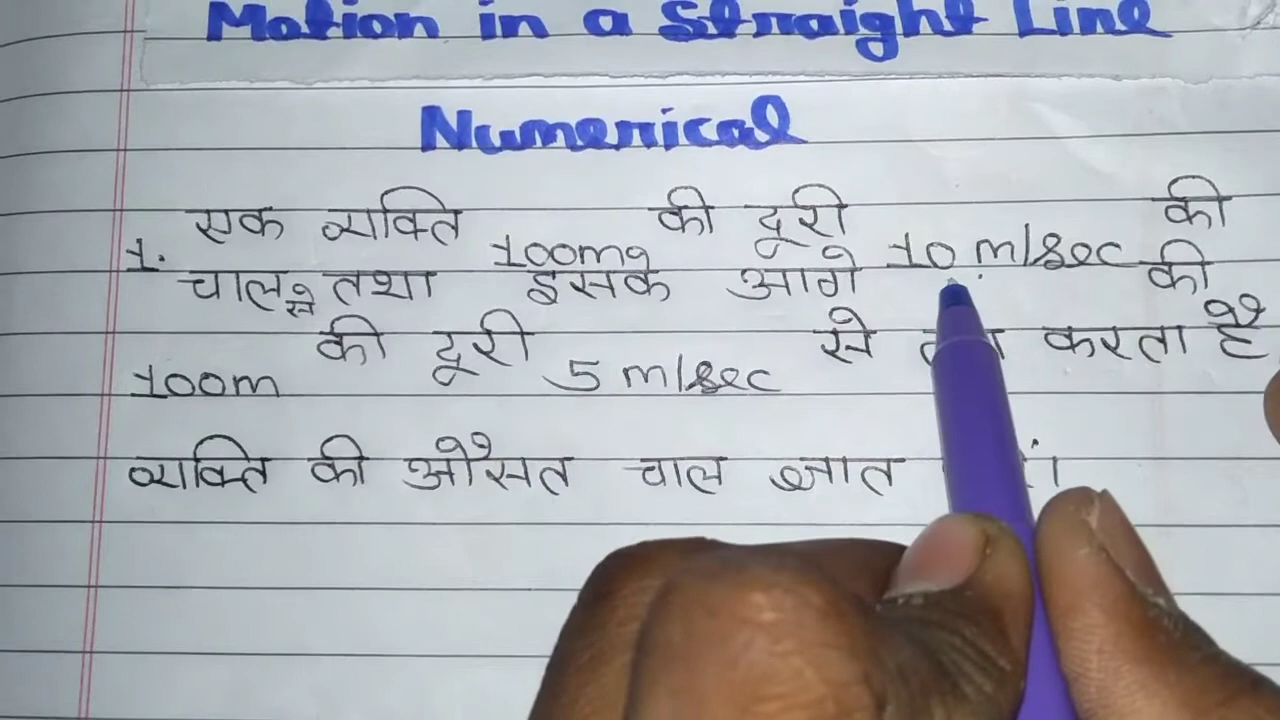 Motion in a Straight Line
Numerical
1. एक व्यक्ति 100m की दूरी 10 m/sec की
चाल से तथा इसके आगे की
100m की दूरी 5 m/sec से करता है
व्यक्ति की औसत चाल ज्ञात